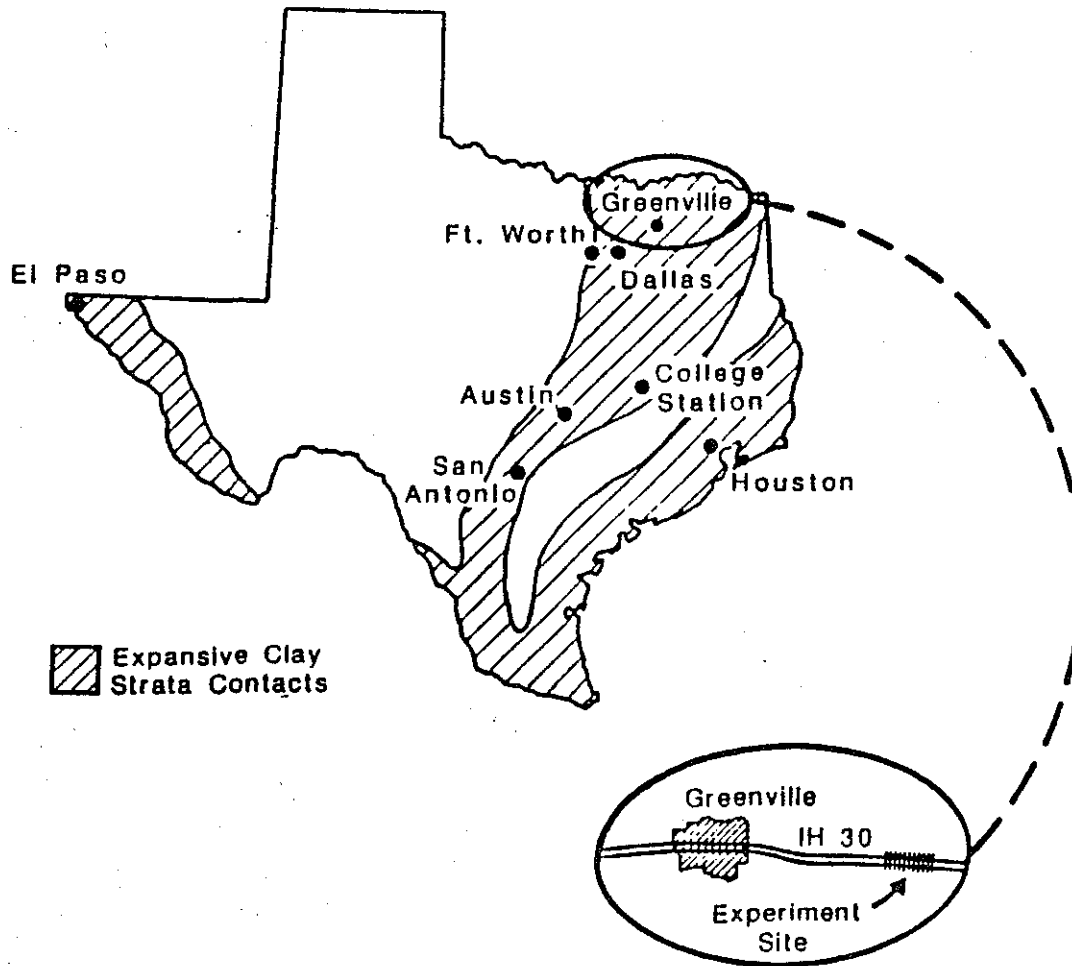 Greenville
Ft. Worth
Dallas
El Paso
College
Station
Austin
San
Antonio
Houston
Expansive Clay
Strata Contacts
Greenville
IH 30
Experiment
Site